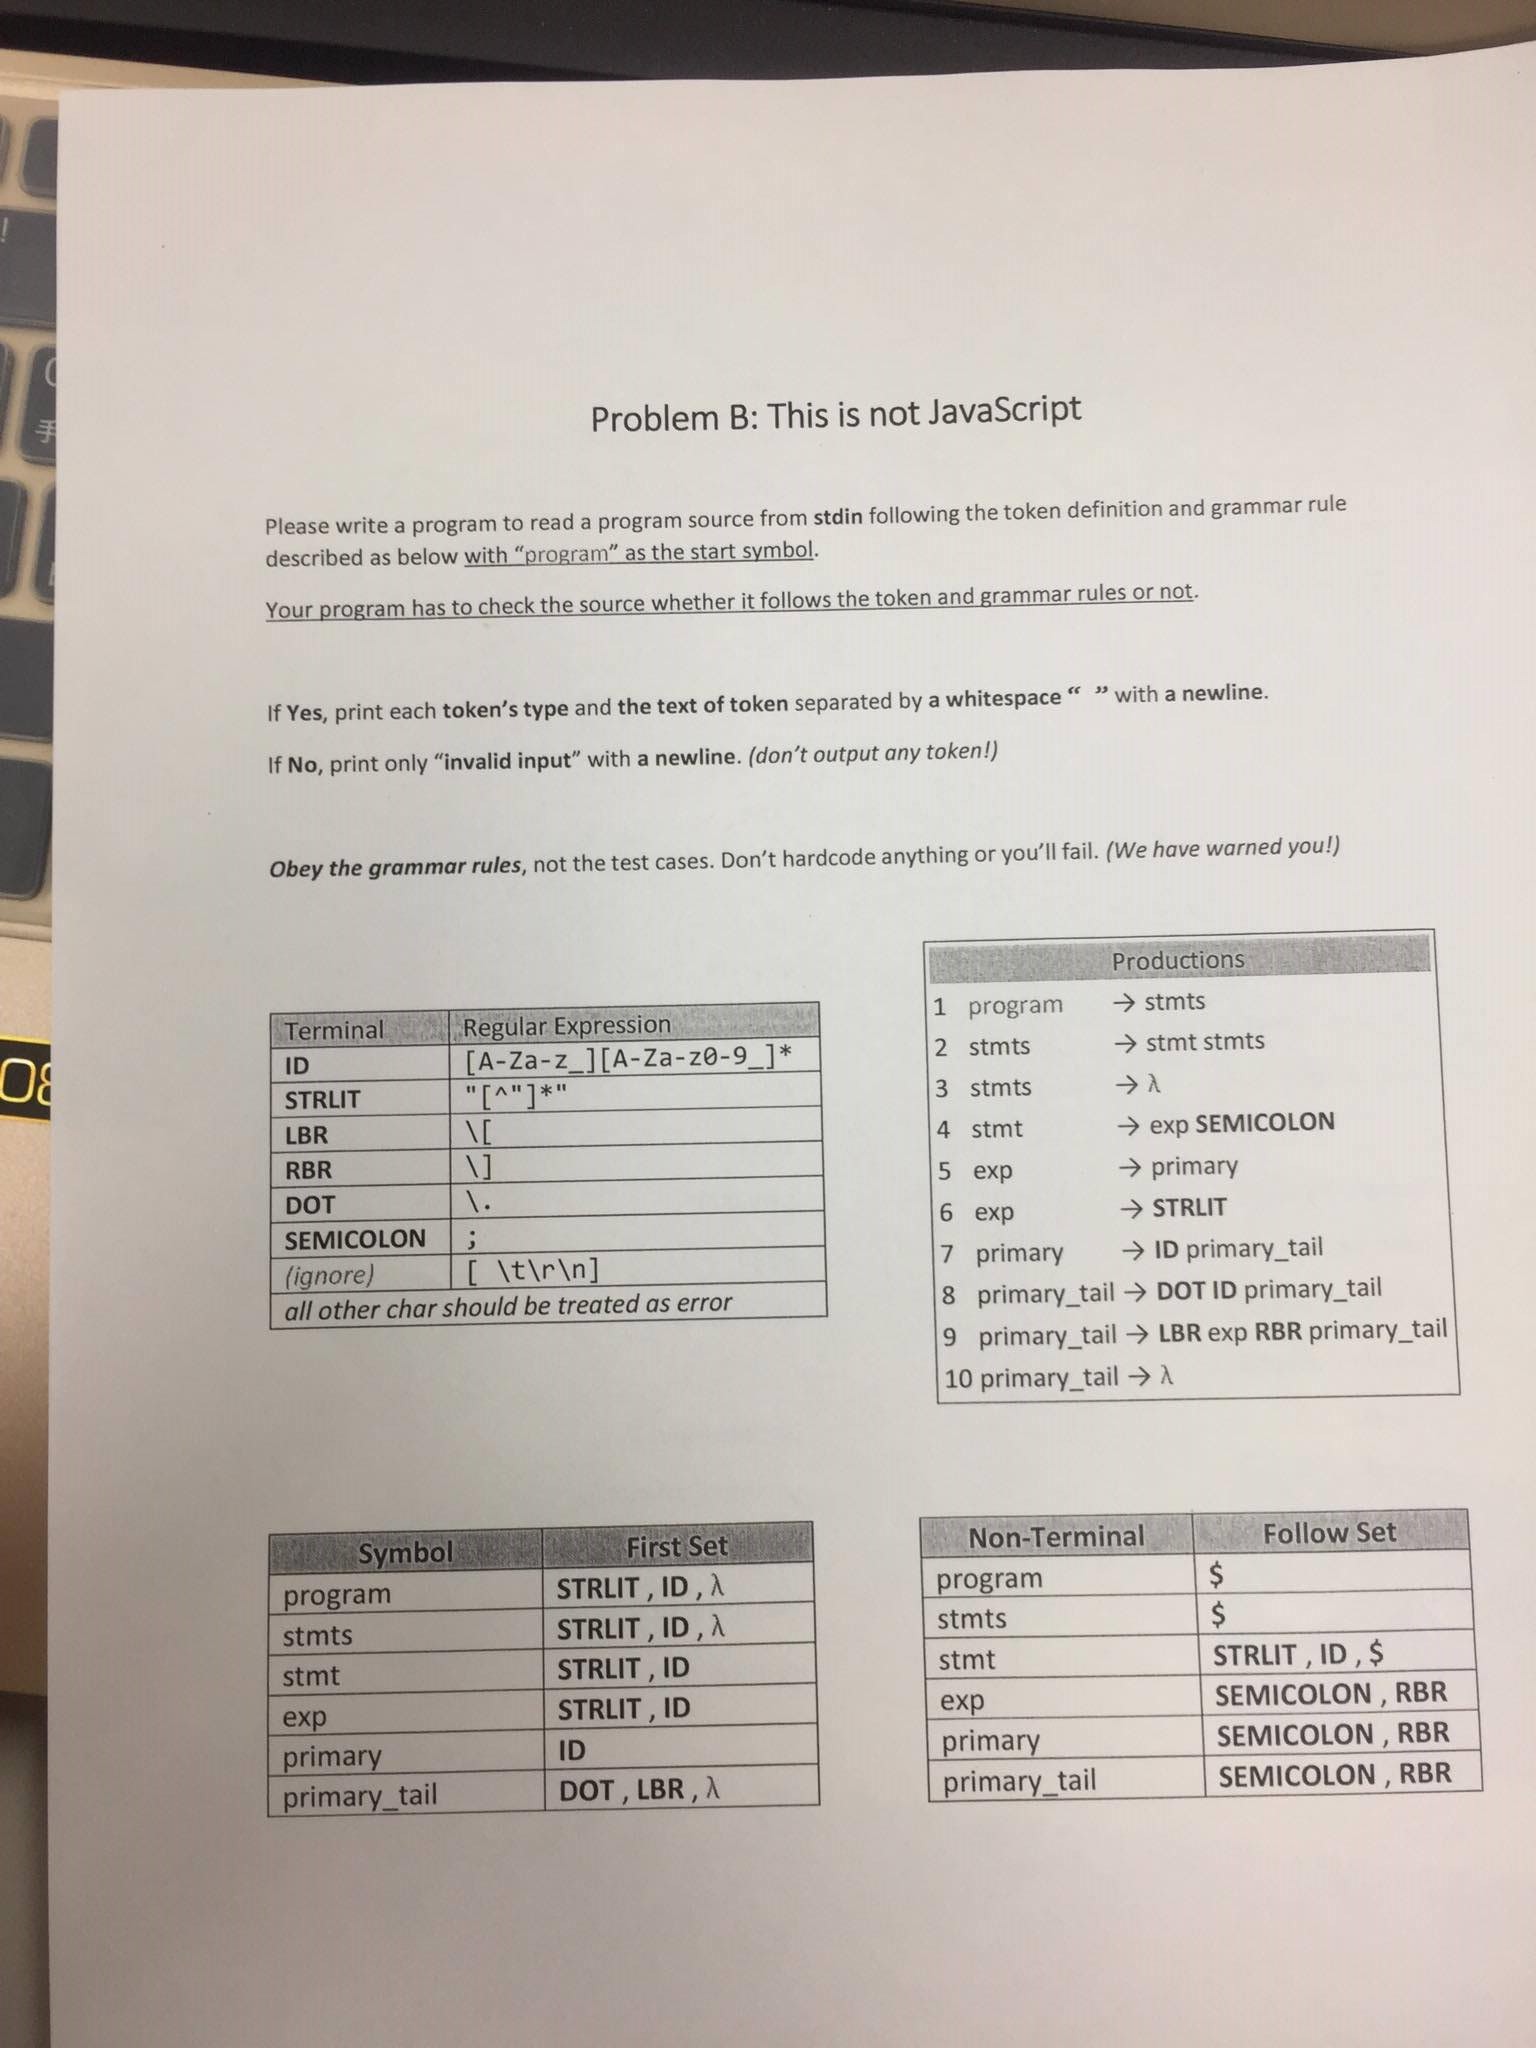 Problem B: This is not JavaScript
Please write a program to read a program source from stdin following the token definition and grammar rule
described as below with “program” as the start symbol.
Your program has to check the source whether it follows the token and grammar rules or not.
If Yes, print each token’s type and the text of token separated by a whitespace “ ” with a newline.
If No, print only “invalid input” with a newline. (don’t output any token!)
Obey the grammar rules, not the test cases. Don’t hardcode anything or you’ll fail. (We have warned you!)
Terminal Regular Expression
ID [A-Za-z_][A-Za-z0-9_]*
STRLIT "[^"]*"
LBR \[
RBR \]
DOT \.
SEMICOLON ;
(ignore) [ \t\r\n]
all other char should be treated as error
Productions
1 program → stmts
2 stmts → stmt stmts
3 stmts → λ
4 stmt → exp SEMICOLON
5 exp → primary
6 exp → STRLIT
7 primary → ID primary_tail
8 primary_tail → DOT ID primary_tail
9 primary_tail → LBR exp RBR primary_tail
10 primary_tail → λ
Symbol First Set
program STRLIT , ID , λ
stmts STRLIT , ID , λ
stmt STRLIT , ID
exp STRLIT , ID
primary ID
primary_tail DOT , LBR , λ
Non-Terminal Follow Set
program $
stmts $
stmt STRLIT , ID , $
exp SEMICOLON , RBR
primary SEMICOLON , RBR
primary_tail SEMICOLON , RBR
!
手